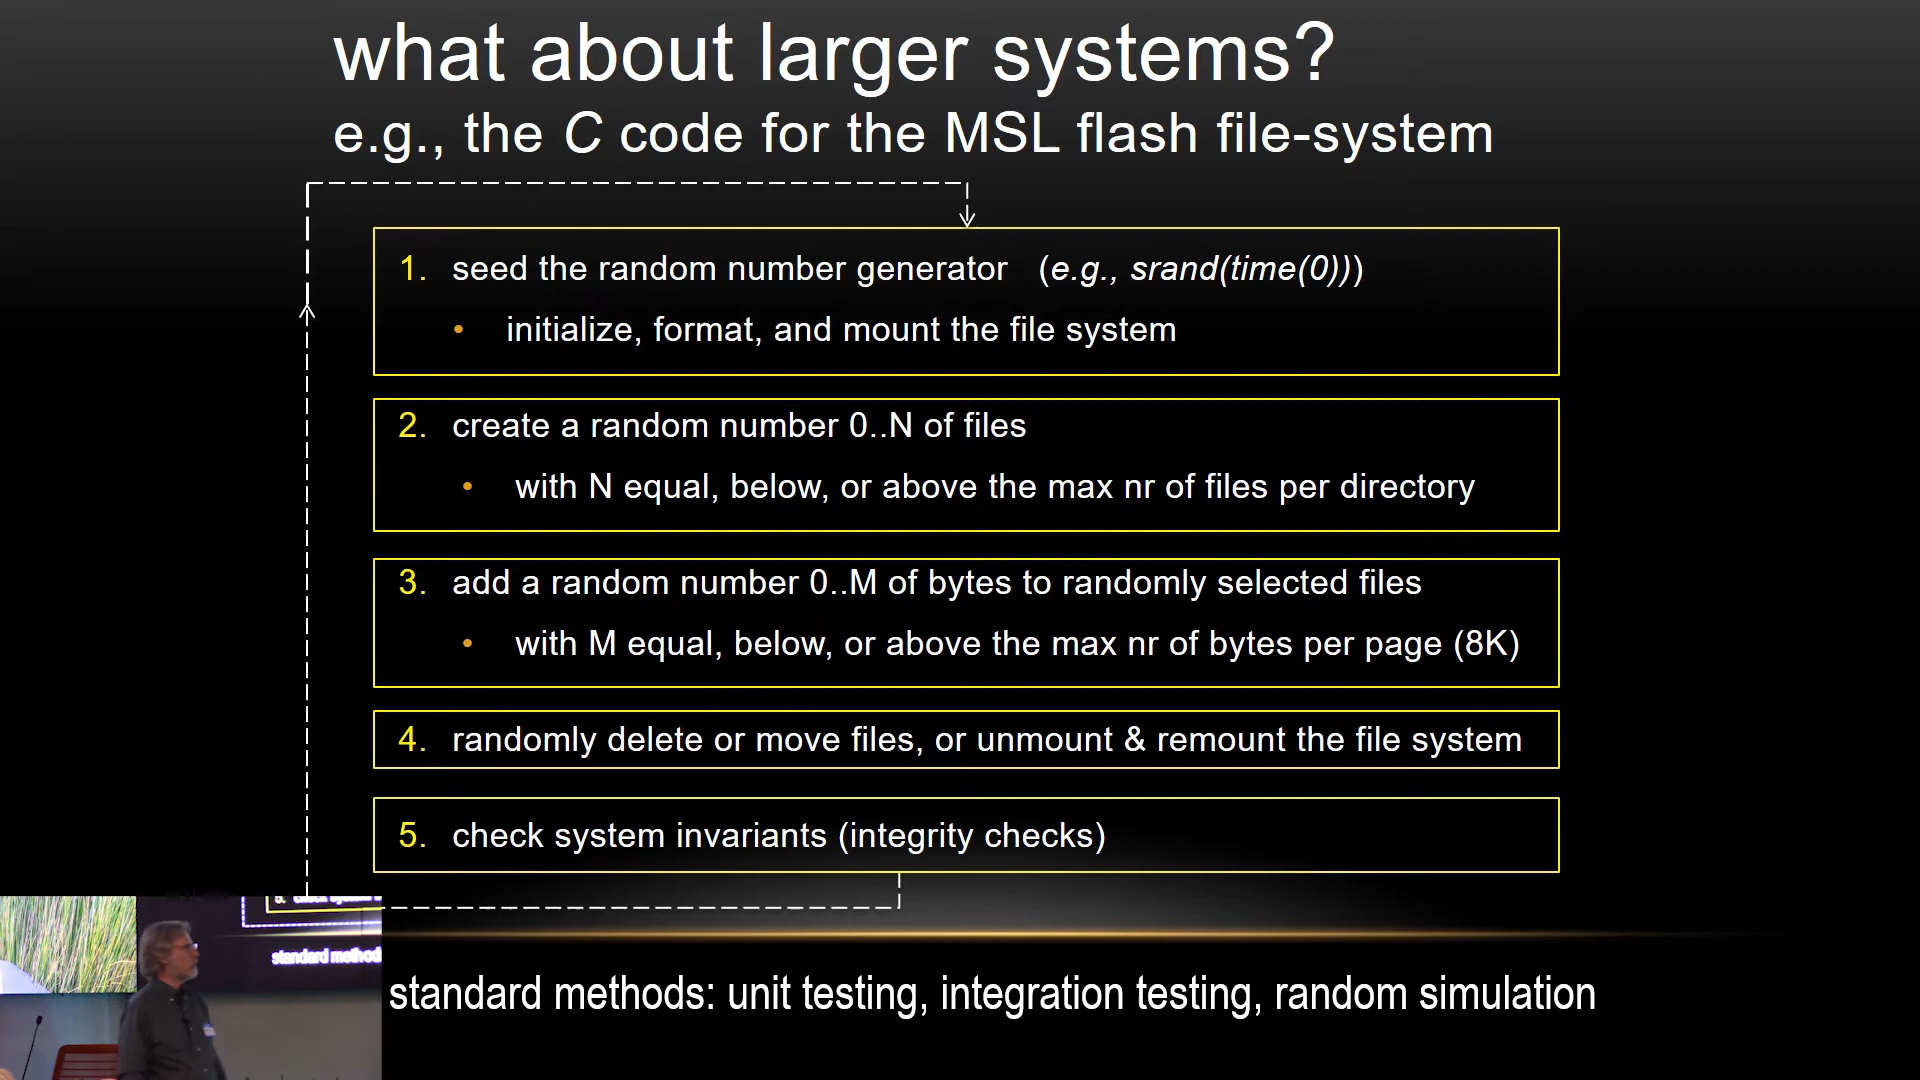 what about larger systems?
e.g., the C code for the MSL flash file-system
1. seed the random number generator (e.g., srand(time(0)))
• initialize, format, and mount the file system
2. create a random number 0..N of files
• with N equal, below, or above the max nr of files per directory
3. add a random number 0..M of bytes to randomly selected files
• with M equal, below, or above the max nr of bytes per page (8K)
4. randomly delete or move files, or unmount & remount the file system
5. check system invariants (integrity checks)
5. check system
standard method
standard methods: unit testing, integration testing, random simulation